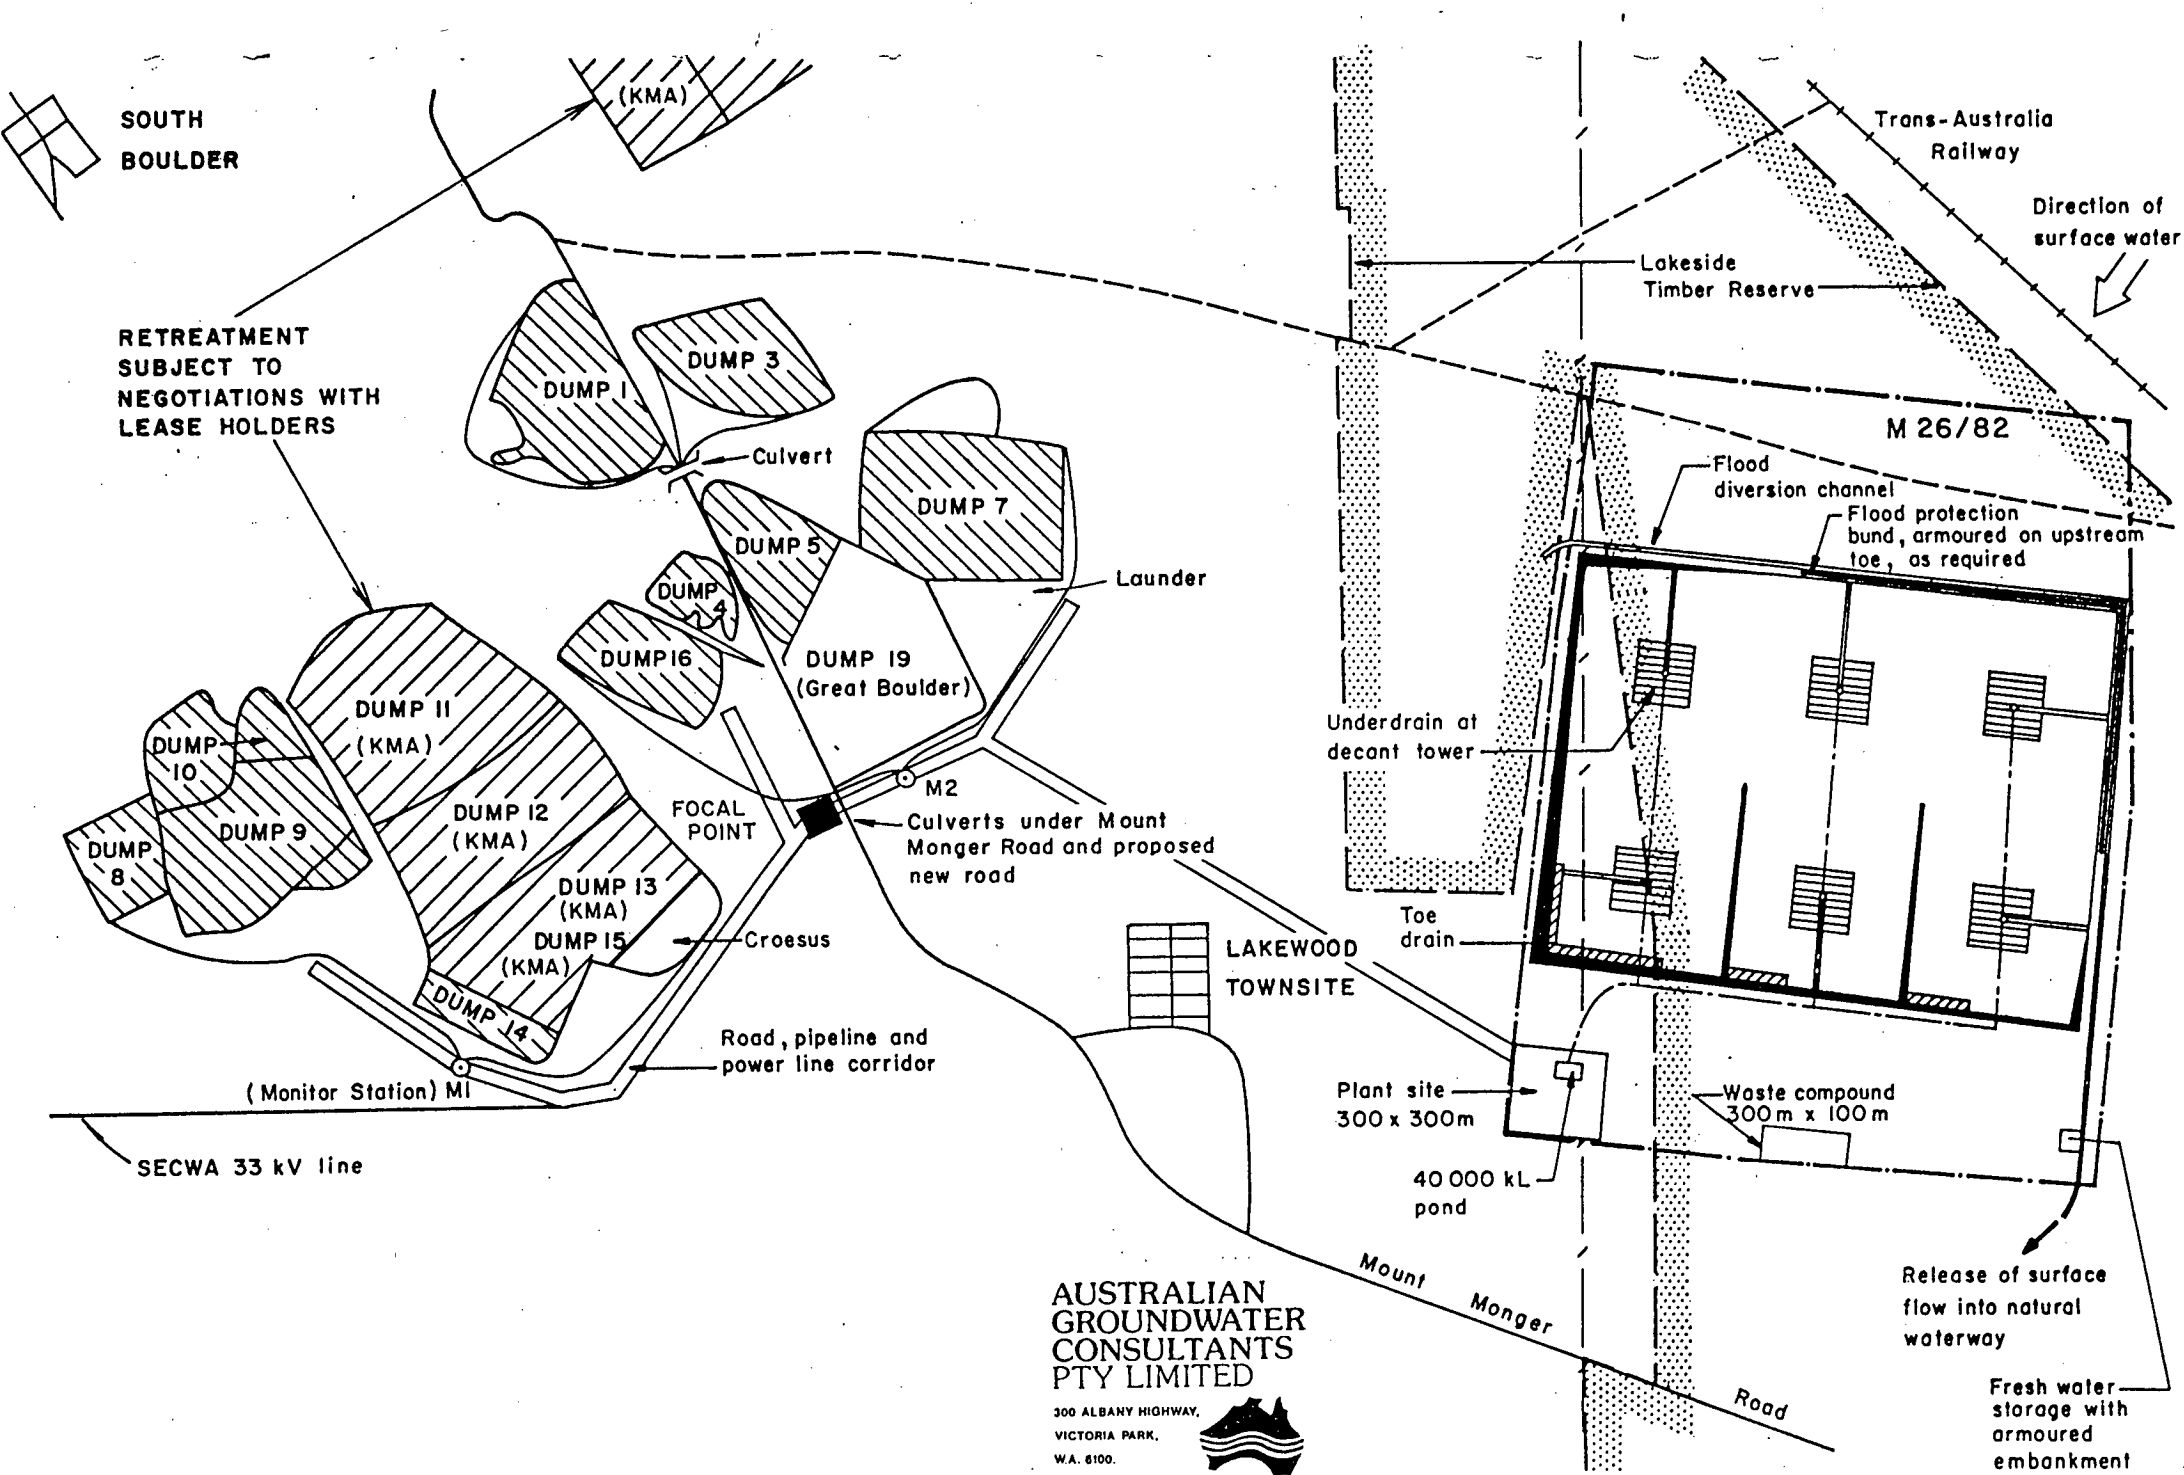 (KMA)
SOUTH
BOULDER
Trans-Australia
Railway
Direction of
surface water
Lakeside
Timber Reserve
RETREATMENT
SUBJECT TO
NEGOTIATIONS WITH
LEASE HOLDERS
DUMP 1
DUMP 3
Culvert
M 26/82
Flood
diversion channel
Flood protection
bund, armoured on upstream
toe, as required
DUMP 7
DUMP 5
DUMP
4
Launder
DUMP 16
DUMP 19
(Great Boulder)
DUMP 11
(KMA)
DUMP
10
DUMP 9
DUMP
8
DUMP 12
(KMA)
FOCAL
POINT
M2
Culverts under Mount
Monger Road and proposed
new road
Underdrain at
decant tower
DUMP 13
(KMA)
DUMP 15
(KMA)
Croesus
DUMP 14
Toe
drain
LAKEWOOD
TOWNSITE
Road, pipeline and
power line corridor
(Monitor Station) M1
SECWA 33 kV line
Plant site
300 x 300m
Waste compound
300m x 100m
40 000 kL
pond
Mount Monger Road
Release of surface
flow into natural
waterway
Fresh water
storage with
armoured
embankment
AUSTRALIAN
GROUNDWATER
CONSULTANTS
PTY LIMITED
300 ALBANY HIGHWAY,
VICTORIA PARK,
W.A. 6100.